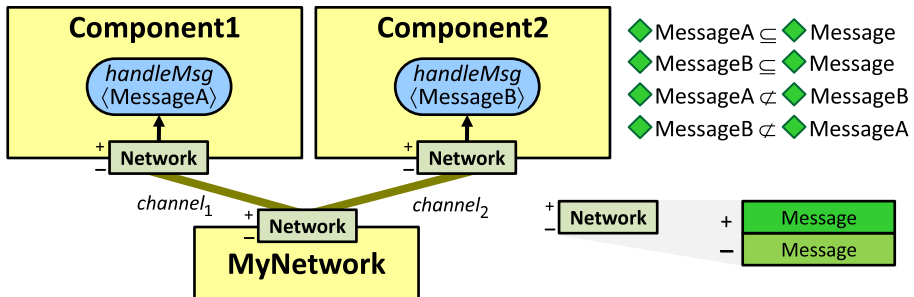 Component1
handleMsg
⟨MessageA⟩
+
−
Network
Component2
handleMsg
⟨MessageB⟩
+
−
Network
MessageA ⊆ Message
MessageB ⊆ Message
MessageA ⊄ MessageB
MessageB ⊄ MessageA
channel1
channel2
+
−
Network
MyNetwork
+
−
Network
+ Message
− Message